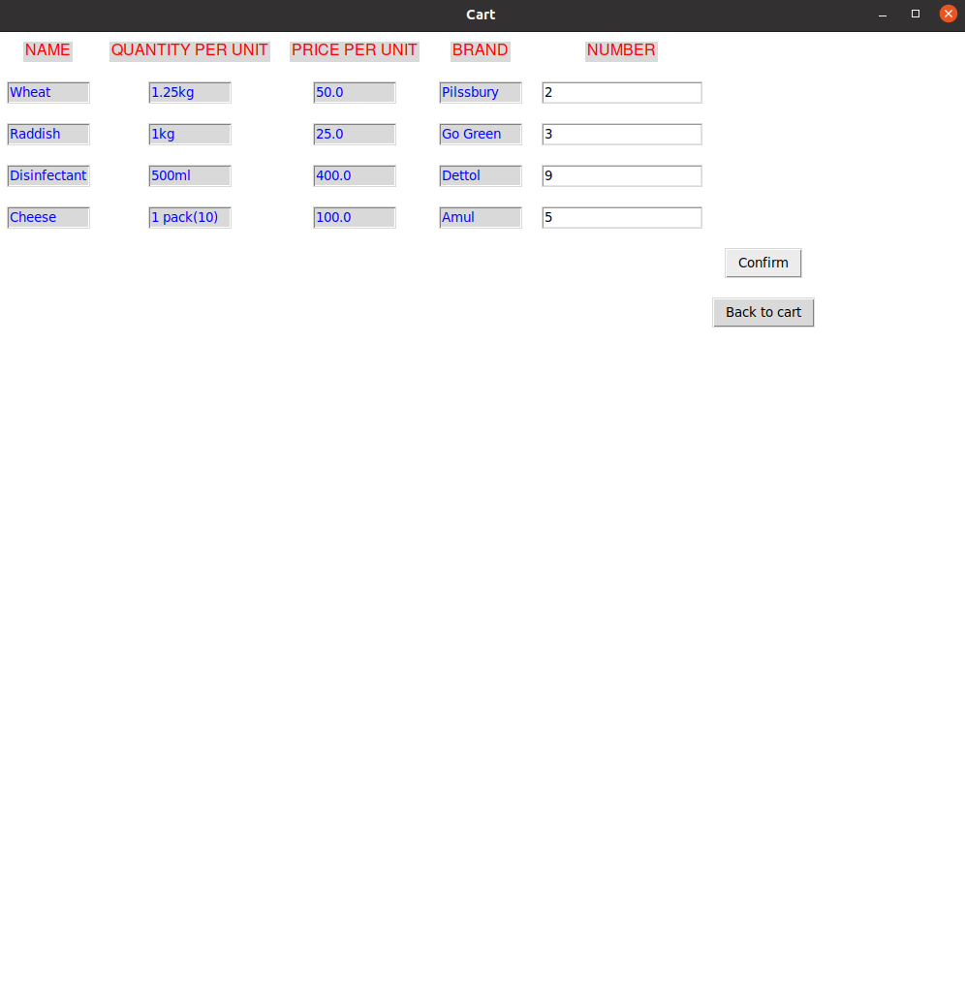 Cart
NAME QUANTITY PER UNIT PRICE PER UNIT BRAND NUMBER
Wheat 1.25kg 50.0 Pilssbury 2
Raddish 1kg 25.0 Go Green 3
Disinfectant 500ml 400.0 Dettol 9
Cheese 1 pack(10) 100.0 Amul 5
Confirm
Back to cart